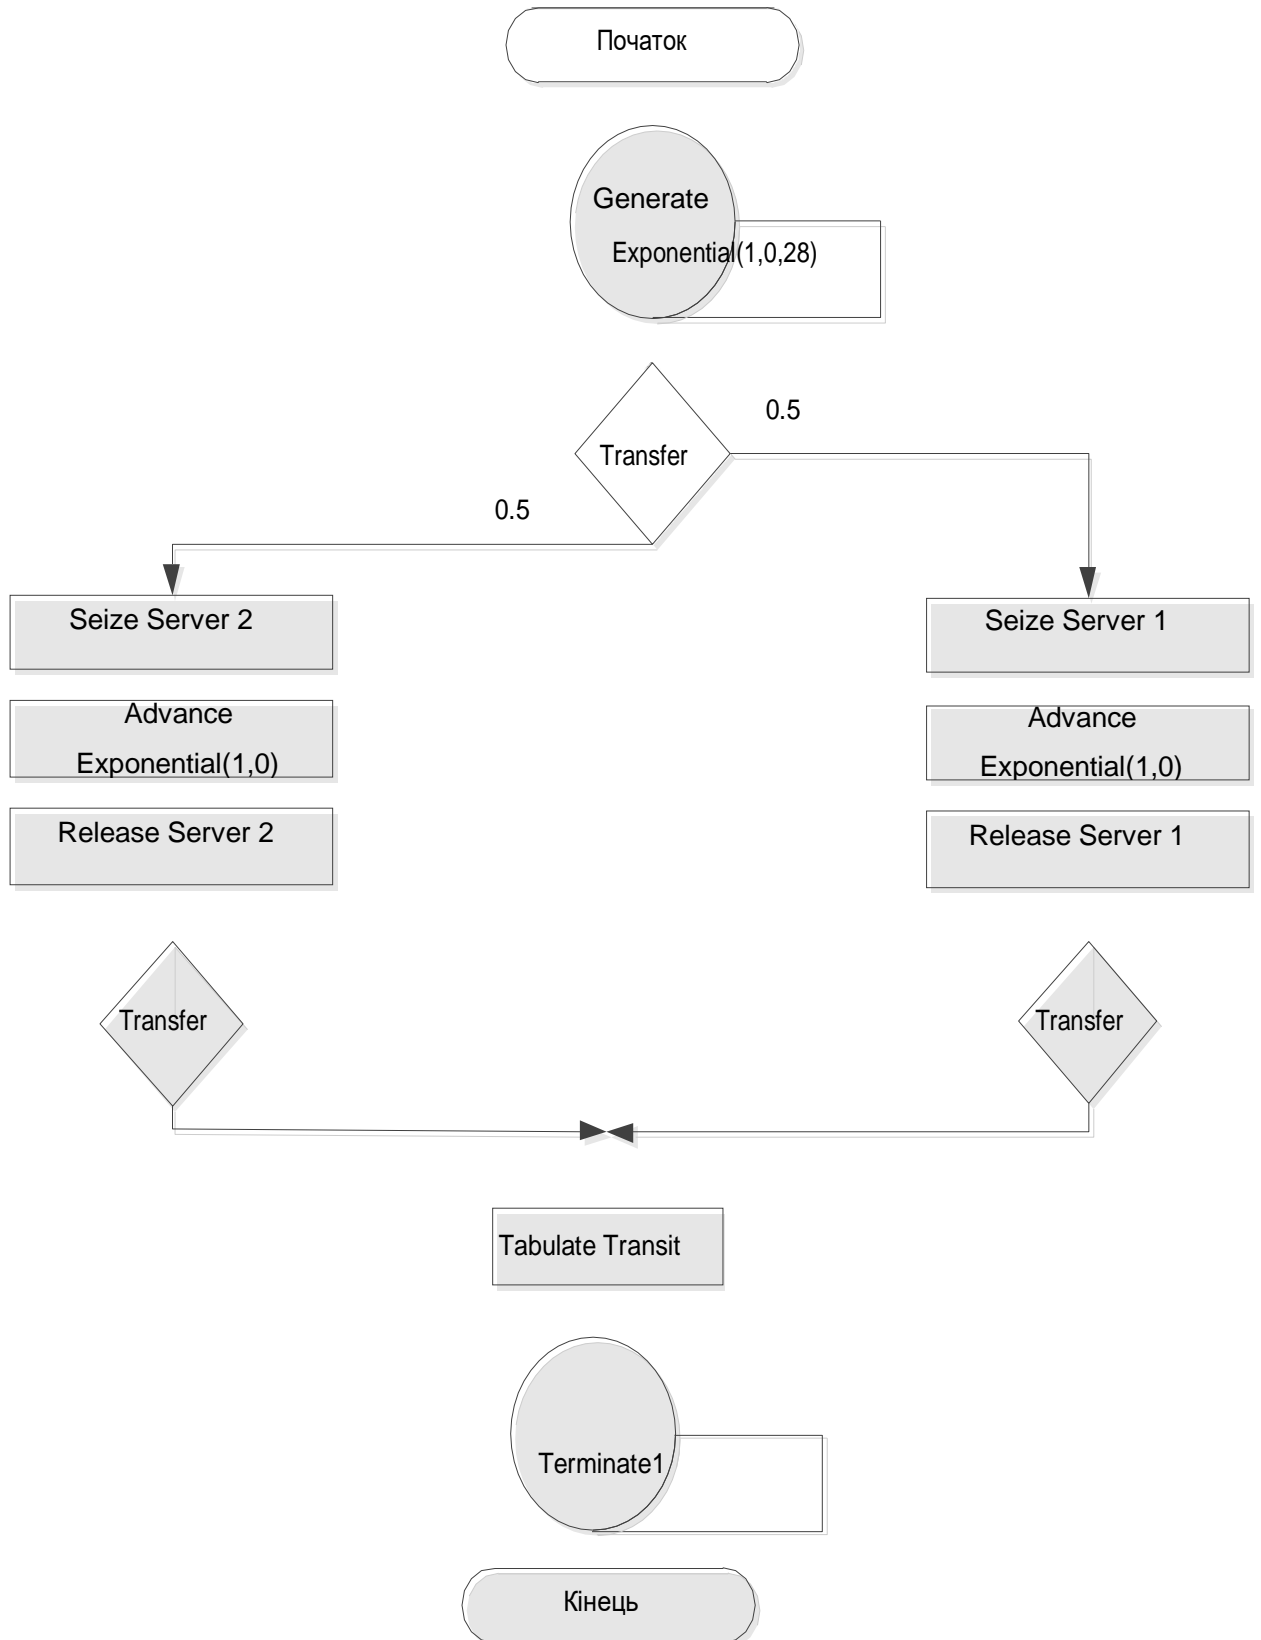 Початок
Generate
Exponential(1,0,28)
0.5
Transfer
0.5
Seize Server 2
Seize Server 1
Advance
Exponential(1,0)
Advance
Exponential(1,0)
Release Server 2
Release Server 1
Transfer
Transfer
Tabulate Transit
Terminate1
Кінець